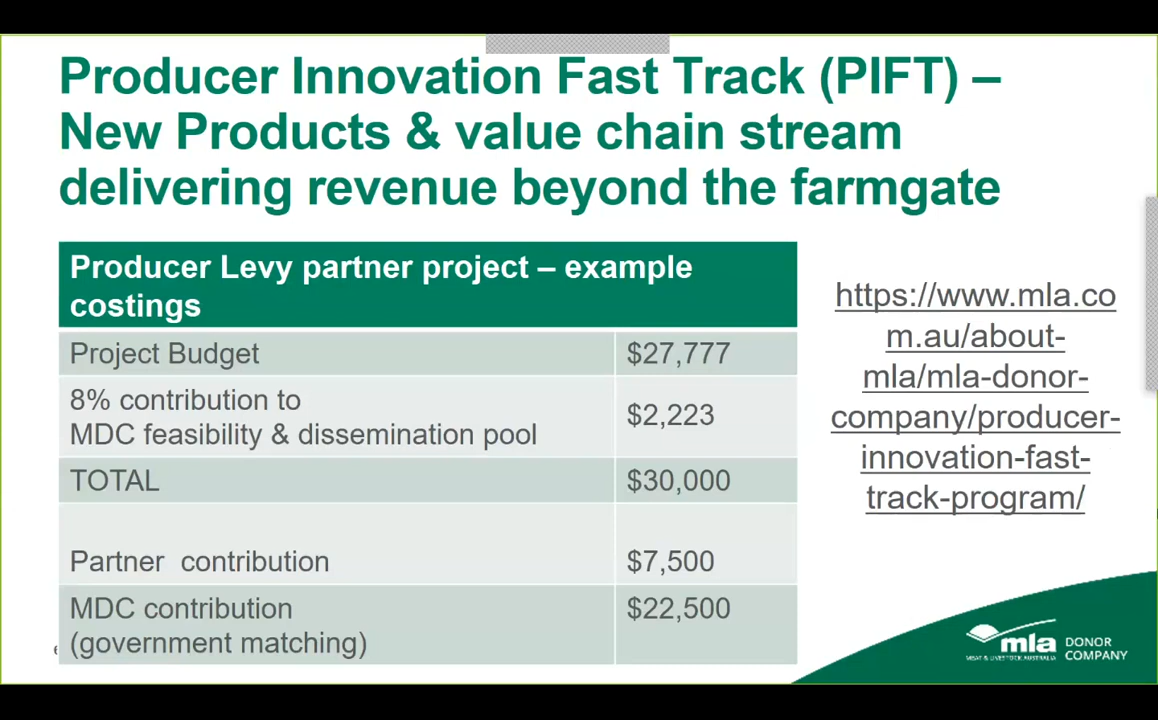 Producer Innovation Fast Track (PIFT) –
New Products & value chain stream
delivering revenue beyond the farmgate
Producer Levy partner project – example
costings
Project Budget $27,777
8% contribution to
MDC feasibility & dissemination pool $2,223
TOTAL $30,000
Partner contribution $7,500
MDC contribution $22,500
(government matching)
https://www.mla.co
m.au/about-
mla/mla-donor-
company/producer-
innovation-fast-
track-program/
mla
MEAT & LIVESTOCK AUSTRALIA
DONOR
COMPANY